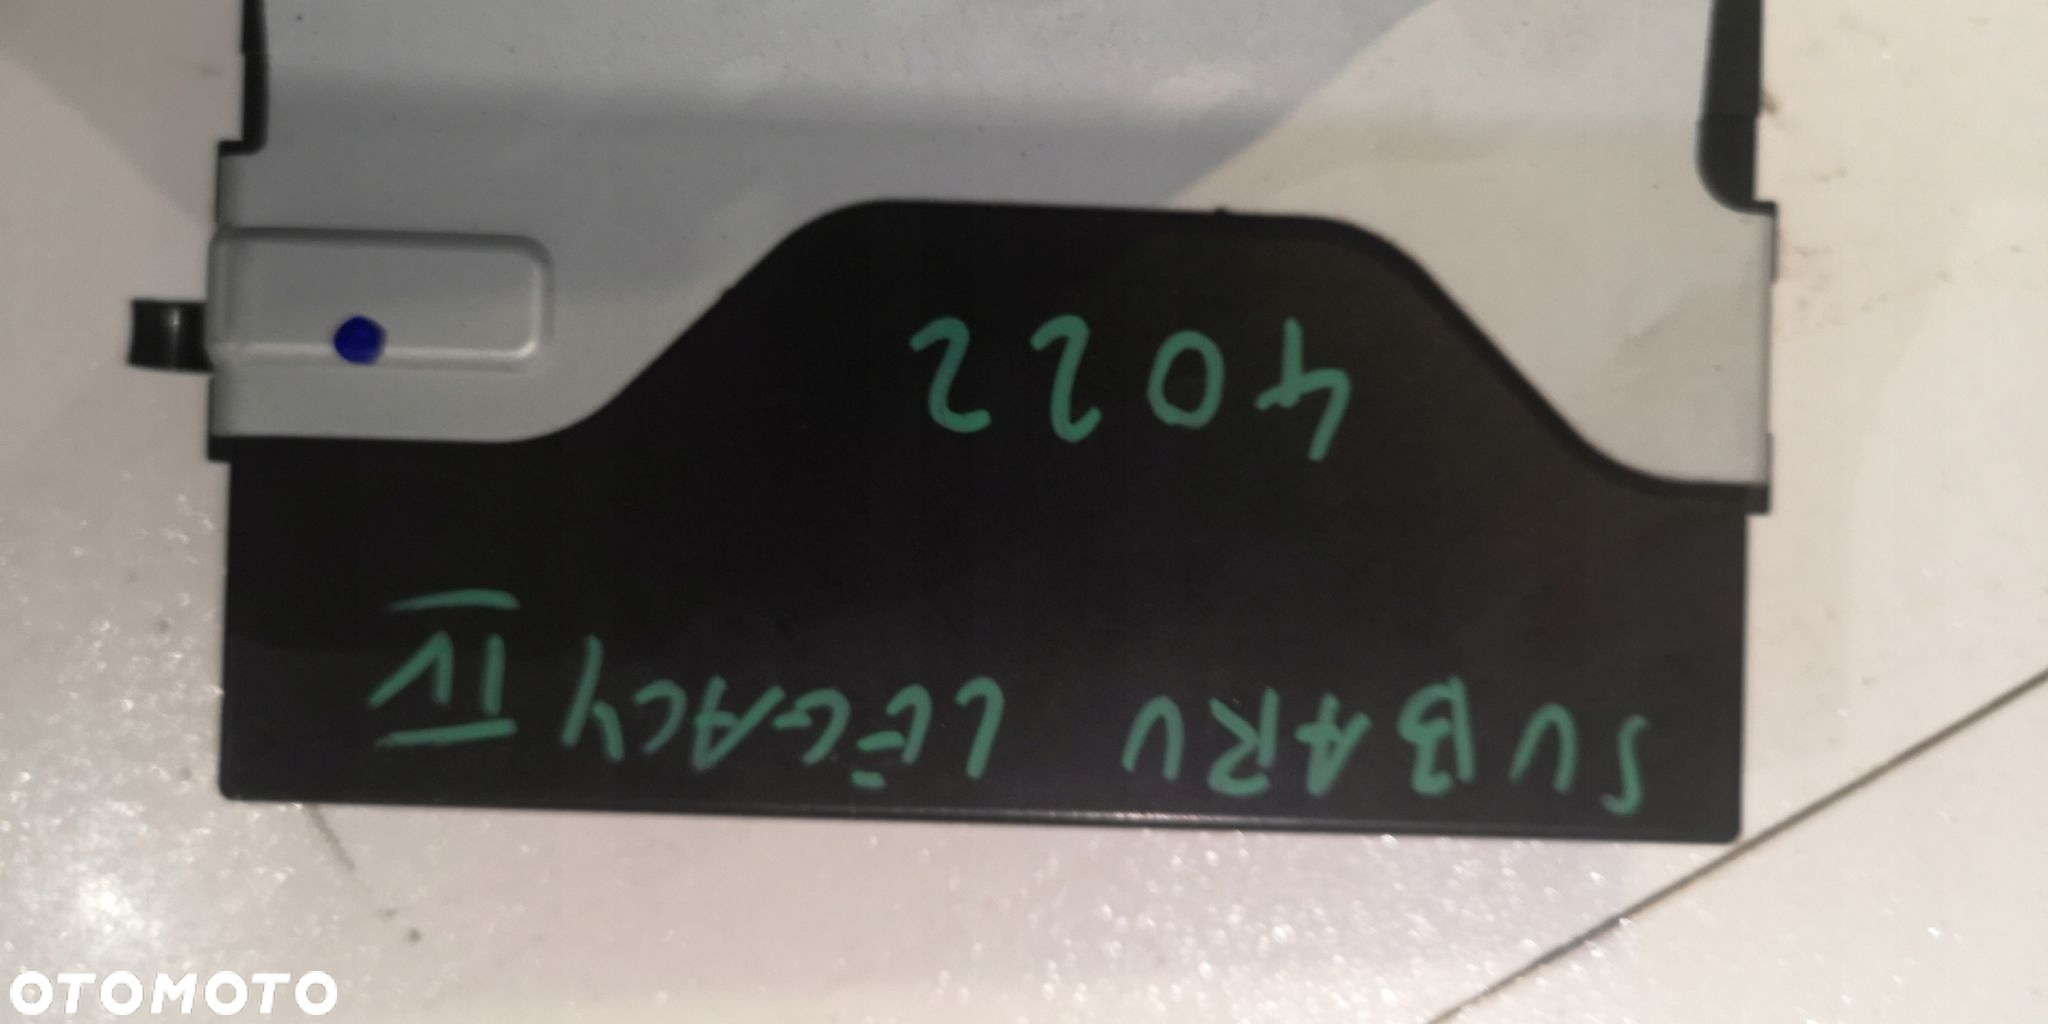 SUBARU LEGACY IV
4022
OTOMOTO